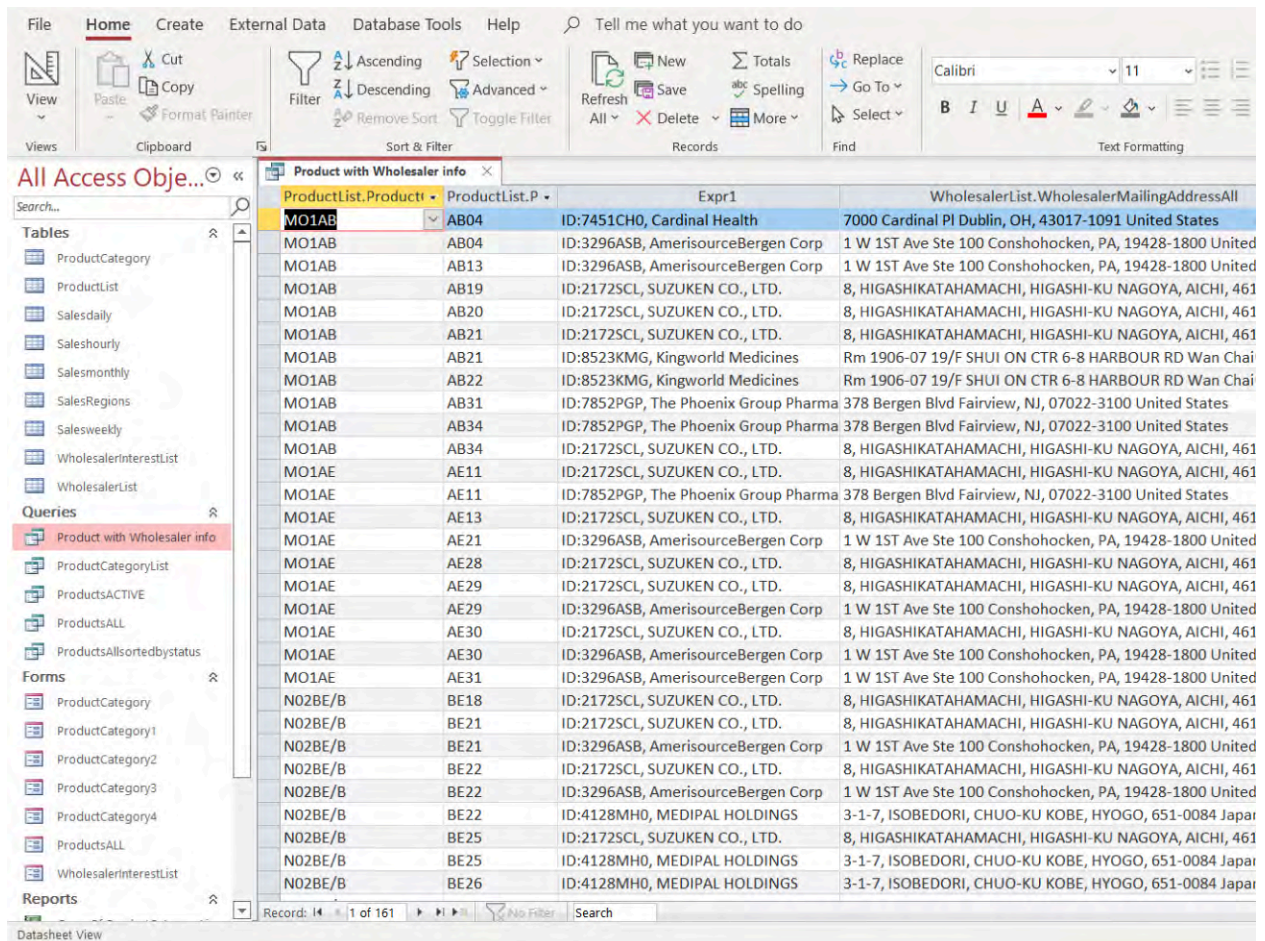 File Home Create External Data Database Tools Help Tell me what you want to do
View
Paste
Cut
Copy
Format Painter
Filter
Ascending
Descending
Remove Sort
Selection
Advanced
Toggle Filter
Refresh All
New
Save
Delete
Totals
Spelling
More
Replace
Go To
Select
Calibri 11
B I U A
Views Clipboard Sort & Filter Records Find Text Formatting
All Access Obje...
Search...
Tables
ProductCategory
ProductList
Salesdaily
Saleshourly
Salesmonthly
SalesRegions
Salesweekly
WholesalerInterestList
WholesalerList
Queries
Product with Wholesaler info
ProductCategoryList
ProductsACTIVE
ProductsALL
ProductsAllsortedbystatus
Forms
ProductCategory
ProductCategory1
ProductCategory2
ProductCategory3
ProductCategory4
ProductsALL
WholesalerInterestList
Reports
Product with Wholesaler info
ProductList.Product ProductList.P Expr1 WholesalerList.WholesalerMailingAddressAll
MO1AB AB04 ID:7451CH0, Cardinal Health 7000 Cardinal Pl Dublin, OH, 43017-1091 United States
MO1AB AB04 ID:3296ASB, AmerisourceBergen Corp 1 W 1ST Ave Ste 100 Conshohocken, PA, 19428-1800 United
MO1AB AB13 ID:3296ASB, AmerisourceBergen Corp 1 W 1ST Ave Ste 100 Conshohocken, PA, 19428-1800 United
MO1AB AB19 ID:2172SCL, SUZUKEN CO., LTD. 8, HIGASHIKATAHAMACHI, HIGASHI-KU NAGOYA, AICHI, 461
MO1AB AB20 ID:2172SCL, SUZUKEN CO., LTD. 8, HIGASHIKATAHAMACHI, HIGASHI-KU NAGOYA, AICHI, 461
MO1AB AB21 ID:2172SCL, SUZUKEN CO., LTD. 8, HIGASHIKATAHAMACHI, HIGASHI-KU NAGOYA, AICHI, 461
MO1AB AB21 ID:8523KMG, Kingworld Medicines Rm 1906-07 19/F SHUI ON CTR 6-8 HARBOUR RD Wan Chai
MO1AB AB22 ID:8523KMG, Kingworld Medicines Rm 1906-07 19/F SHUI ON CTR 6-8 HARBOUR RD Wan Chai
MO1AB AB31 ID:7852PGP, The Phoenix Group Pharma 378 Bergen Blvd Fairview, NJ, 07022-3100 United States
MO1AB AB34 ID:7852PGP, The Phoenix Group Pharma 378 Bergen Blvd Fairview, NJ, 07022-3100 United States
MO1AB AB34 ID:2172SCL, SUZUKEN CO., LTD. 8, HIGASHIKATAHAMACHI, HIGASHI-KU NAGOYA, AICHI, 461
MO1AE AE11 ID:2172SCL, SUZUKEN CO., LTD. 8, HIGASHIKATAHAMACHI, HIGASHI-KU NAGOYA, AICHI, 461
MO1AE AE11 ID:7852PGP, The Phoenix Group Pharma 378 Bergen Blvd Fairview, NJ, 07022-3100 United States
MO1AE AE13 ID:2172SCL, SUZUKEN CO., LTD. 8, HIGASHIKATAHAMACHI, HIGASHI-KU NAGOYA, AICHI, 461
MO1AE AE21 ID:3296ASB, AmerisourceBergen Corp 1 W 1ST Ave Ste 100 Conshohocken, PA, 19428-1800 United
MO1AE AE28 ID:2172SCL, SUZUKEN CO., LTD. 8, HIGASHIKATAHAMACHI, HIGASHI-KU NAGOYA, AICHI, 461
MO1AE AE29 ID:2172SCL, SUZUKEN CO., LTD. 8, HIGASHIKATAHAMACHI, HIGASHI-KU NAGOYA, AICHI, 461
MO1AE AE29 ID:3296ASB, AmerisourceBergen Corp 1 W 1ST Ave Ste 100 Conshohocken, PA, 19428-1800 United
MO1AE AE30 ID:2172SCL, SUZUKEN CO., LTD. 8, HIGASHIKATAHAMACHI, HIGASHI-KU NAGOYA, AICHI, 461
MO1AE AE30 ID:3296ASB, AmerisourceBergen Corp 1 W 1ST Ave Ste 100 Conshohocken, PA, 19428-1800 United
MO1AE AE31 ID:3296ASB, AmerisourceBergen Corp 1 W 1ST Ave Ste 100 Conshohocken, PA, 19428-1800 United
N02BE/B BE18 ID:2172SCL, SUZUKEN CO., LTD. 8, HIGASHIKATAHAMACHI, HIGASHI-KU NAGOYA, AICHI, 461
N02BE/B BE21 ID:2172SCL, SUZUKEN CO., LTD. 8, HIGASHIKATAHAMACHI, HIGASHI-KU NAGOYA, AICHI, 461
N02BE/B BE21 ID:3296ASB, AmerisourceBergen Corp 1 W 1ST Ave Ste 100 Conshohocken, PA, 19428-1800 United
N02BE/B BE22 ID:2172SCL, SUZUKEN CO., LTD. 8, HIGASHIKATAHAMACHI, HIGASHI-KU NAGOYA, AICHI, 461
N02BE/B BE22 ID:3296ASB, AmerisourceBergen Corp 1 W 1ST Ave Ste 100 Conshohocken, PA, 19428-1800 United
N02BE/B BE22 ID:4128MH0, MEDIPAL HOLDINGS 3-1-7, ISOBEDORI, CHUO-KU KOBE, HYOGO, 651-0084 Japan
N02BE/B BE25 ID:2172SCL, SUZUKEN CO., LTD. 8, HIGASHIKATAHAMACHI, HIGASHI-KU NAGOYA, AICHI, 461
N02BE/B BE25 ID:4128MH0, MEDIPAL HOLDINGS 3-1-7, ISOBEDORI, CHUO-KU KOBE, HYOGO, 651-0084 Japan
N02BE/B BE26 ID:4128MH0, MEDIPAL HOLDINGS 3-1-7, ISOBEDORI, CHUO-KU KOBE, HYOGO, 651-0084 Japan
Record: 1 of 161 No Filter Search
Datasheet View